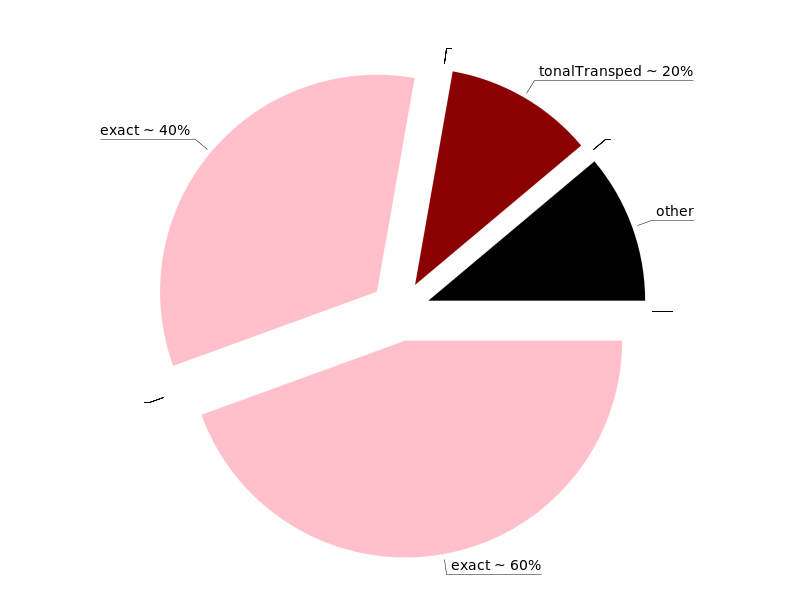 tonalTransped ~ 20%
exact ~ 40%
other
exact ~ 60%